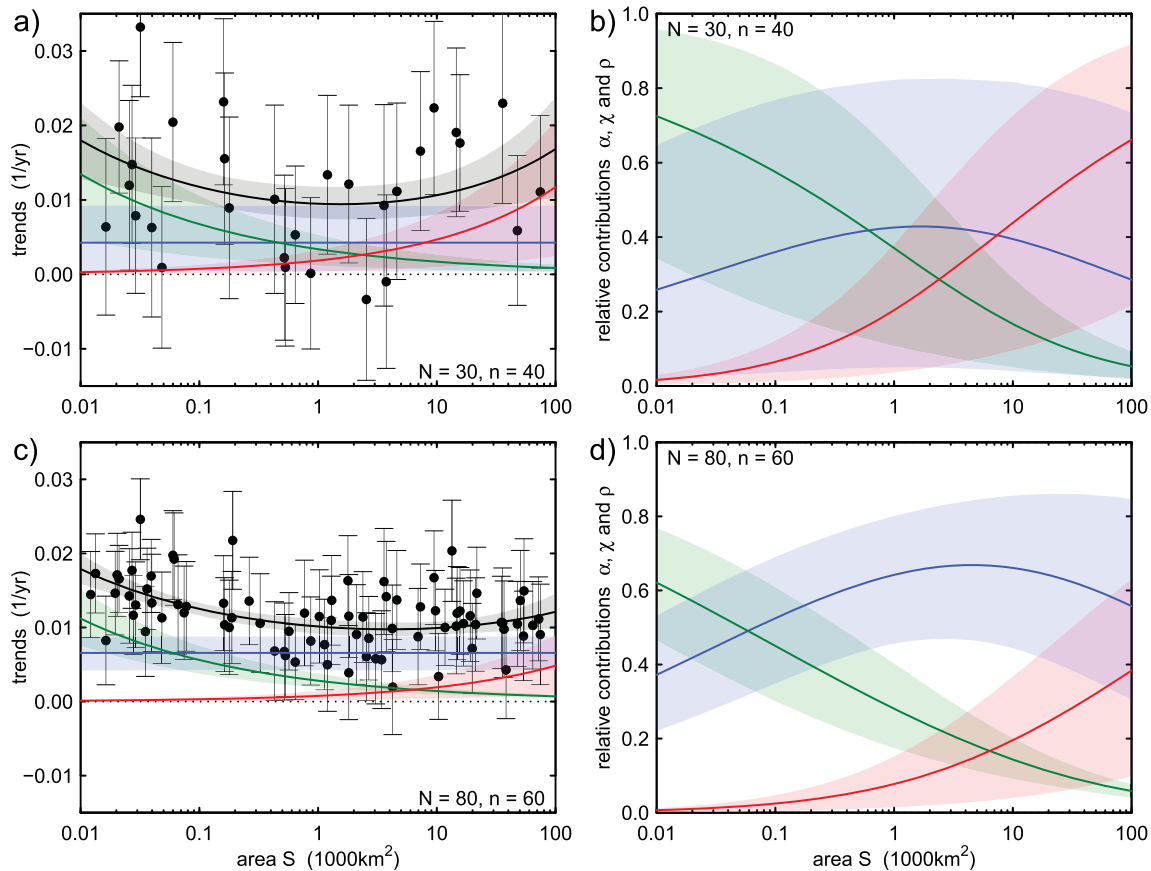 a)
0.03
0.02
0.01
0.00
−0.01
trends (1/yr)
N = 30, n = 40
0.01 0.1 1 10 100
b)
1.0
0.8
0.6
0.4
0.2
0.0
relative contributions α, χ and ρ
N = 30, n = 40
0.01 0.1 1 10 100
c)
0.03
0.02
0.01
0.00
−0.01
trends (1/yr)
N = 80, n = 60
0.01 0.1 1 10 100
area S (1000km²)
d)
1.0
0.8
0.6
0.4
0.2
0.0
relative contributions α, χ and ρ
N = 80, n = 60
0.01 0.1 1 10 100
area S (1000km²)